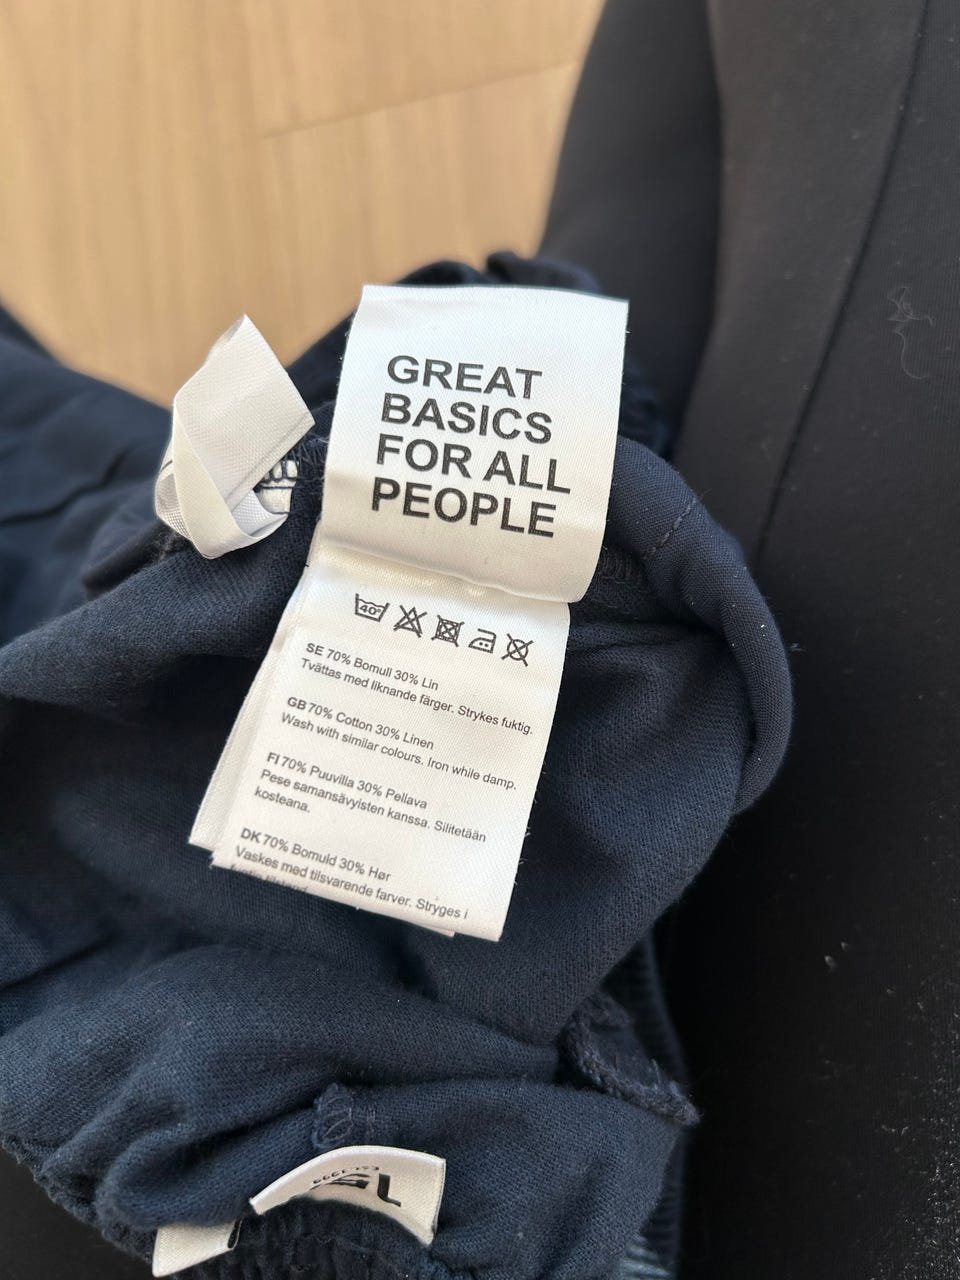 GREAT
BASICS
FOR ALL
PEOPLE
40°
SE 70% Bomull 30% Lin
Tvättas med liknande färger. Strykes fuktig.
GB 70% Cotton 30% Linen
Wash with similar colours. Iron while damp.
FI 70% Puuvilla 30% Pellava
Pese samansävyisten kanssa. Silitetään
kosteana.
DK 70% Bomuld 30% Hør
Vaskes med tilsvarende farver. Stryges i